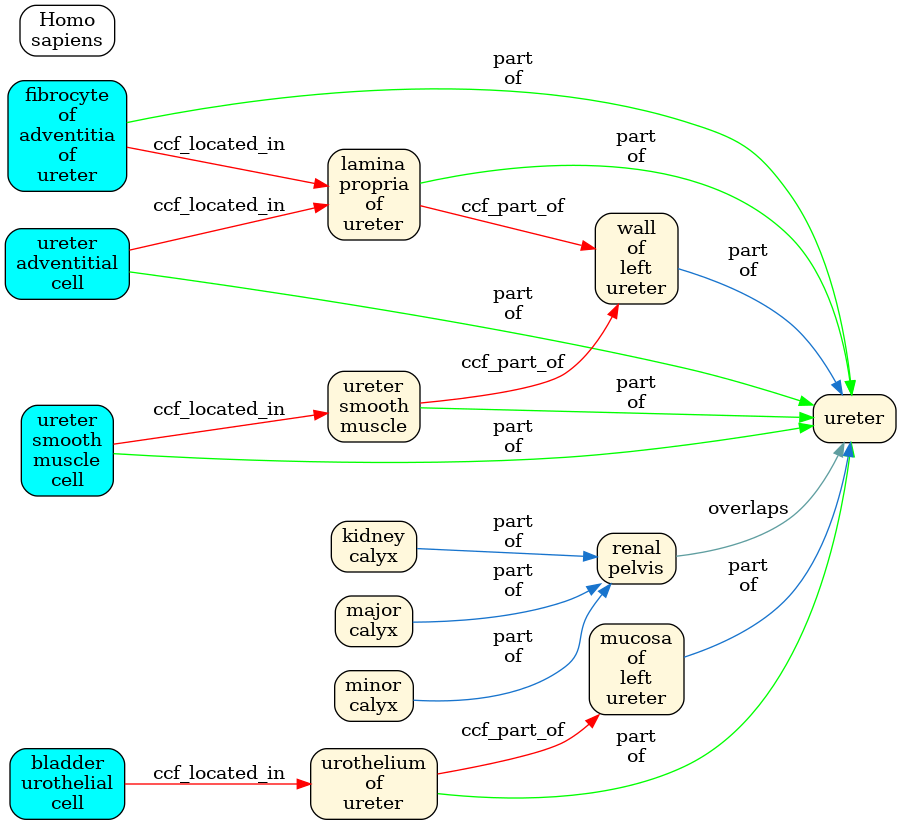 Homo
sapiens
fibrocyte
of
adventitia
of
ureter
part
of
ccf_located_in
lamina
propria
of
ureter
part
of
ccf_located_in
ureter
adventitial
cell
ccf_part_of
wall
of
left
ureter
part
of
part
of
ureter
smooth
muscle
cell
ccf_located_in
ureter
smooth
muscle
ccf_part_of
part
of
part
of
ureter
kidney
calyx
part
of
renal
pelvis
overlaps
major
calyx
part
of
minor
calyx
part
of
mucosa
of
left
ureter
part
of
bladder
urothelial
cell
ccf_located_in
urothelium
of
ureter
ccf_part_of
part
of